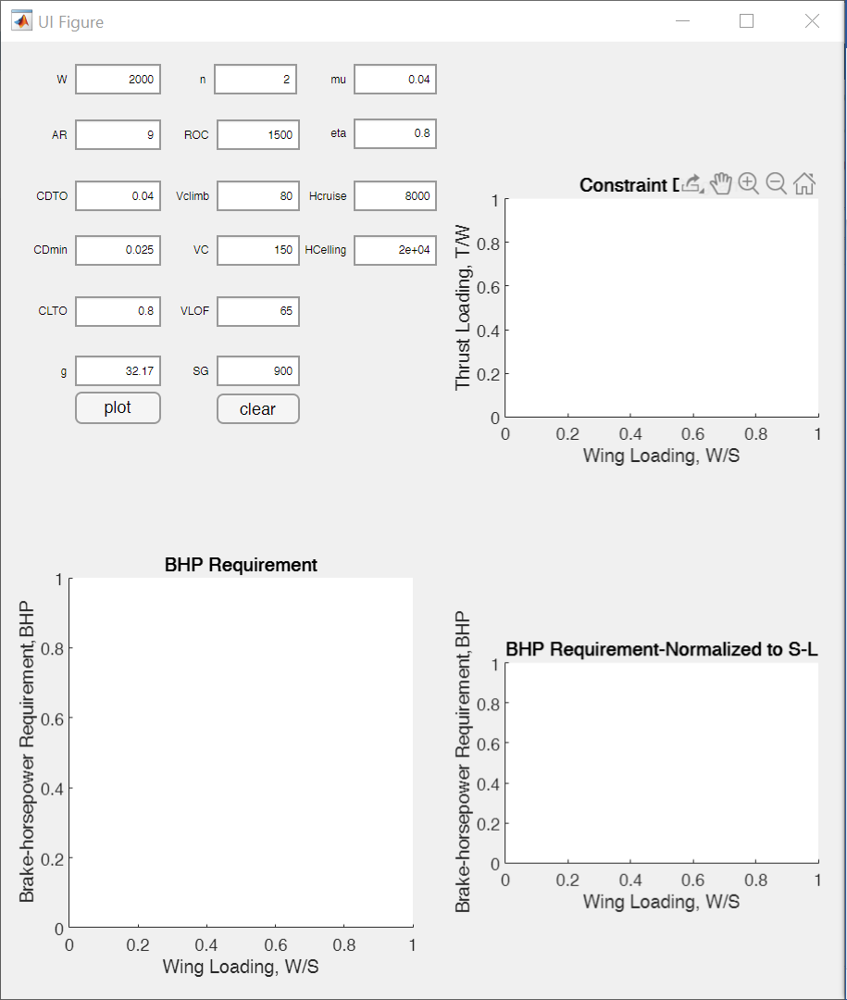 UI Figure
W 2000 n 2 mu 0.04
AR 9 ROC 1500 eta 0.8
CDTO 0.04 Vclimb 80 Hcruise 8000
CDmin 0.025 VC 150 HCelling 2e+04
CLTO 0.8 VLOF 65
g 32.17 SG 900
plot clear
Constraint D
Thrust Loading, T/W
1
0.8
0.6
0.4
0.2
0
0 0.2 0.4 0.6 0.8 1
Wing Loading, W/S
BHP Requirement
Brake-horsepower Requirement,BHP
1
0.8
0.6
0.4
0.2
0
0 0.2 0.4 0.6 0.8 1
Wing Loading, W/S
BHP Requirement-Normalized to S-L
Brake-horsepower Requirement,BHP
1
0.8
0.6
0.4
0.2
0
0 0.2 0.4 0.6 0.8 1
Wing Loading, W/S